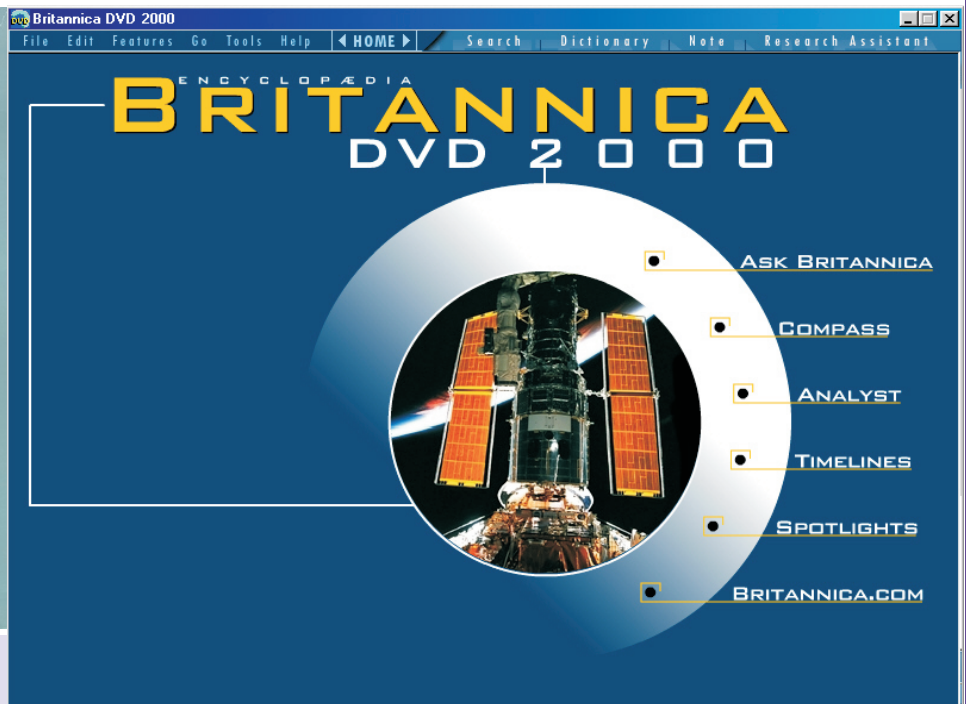 Britannica DVD 2000
File Edit Features Go Tools Help HOME Search Dictionary Note Research Assistant
ENCYCLOPÆDIA
BRITANNICA
DVD 2000
ASK BRITANNICA
COMPASS
ANALYST
TIMELINES
SPOTLIGHTS
BRITANNICA.COM